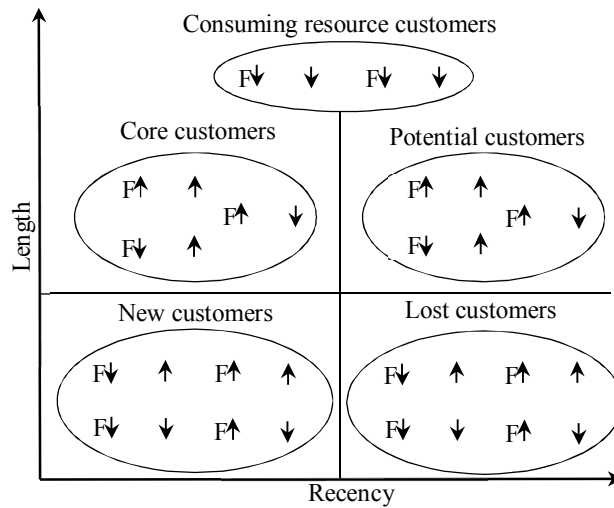 Consuming resource customers
F↓ ↓ F↓ ↓
Core customers
F↑ ↑
F↑ ↓
F↓ ↑
Potential customers
F↑ ↑
F↑ ↓
F↓ ↑
Length
New customers
F↓ ↑ F↑ ↑
F↓ ↓ F↑ ↓
Lost customers
F↓ ↑ F↑ ↑
F↓ ↓ F↑ ↓
Recency